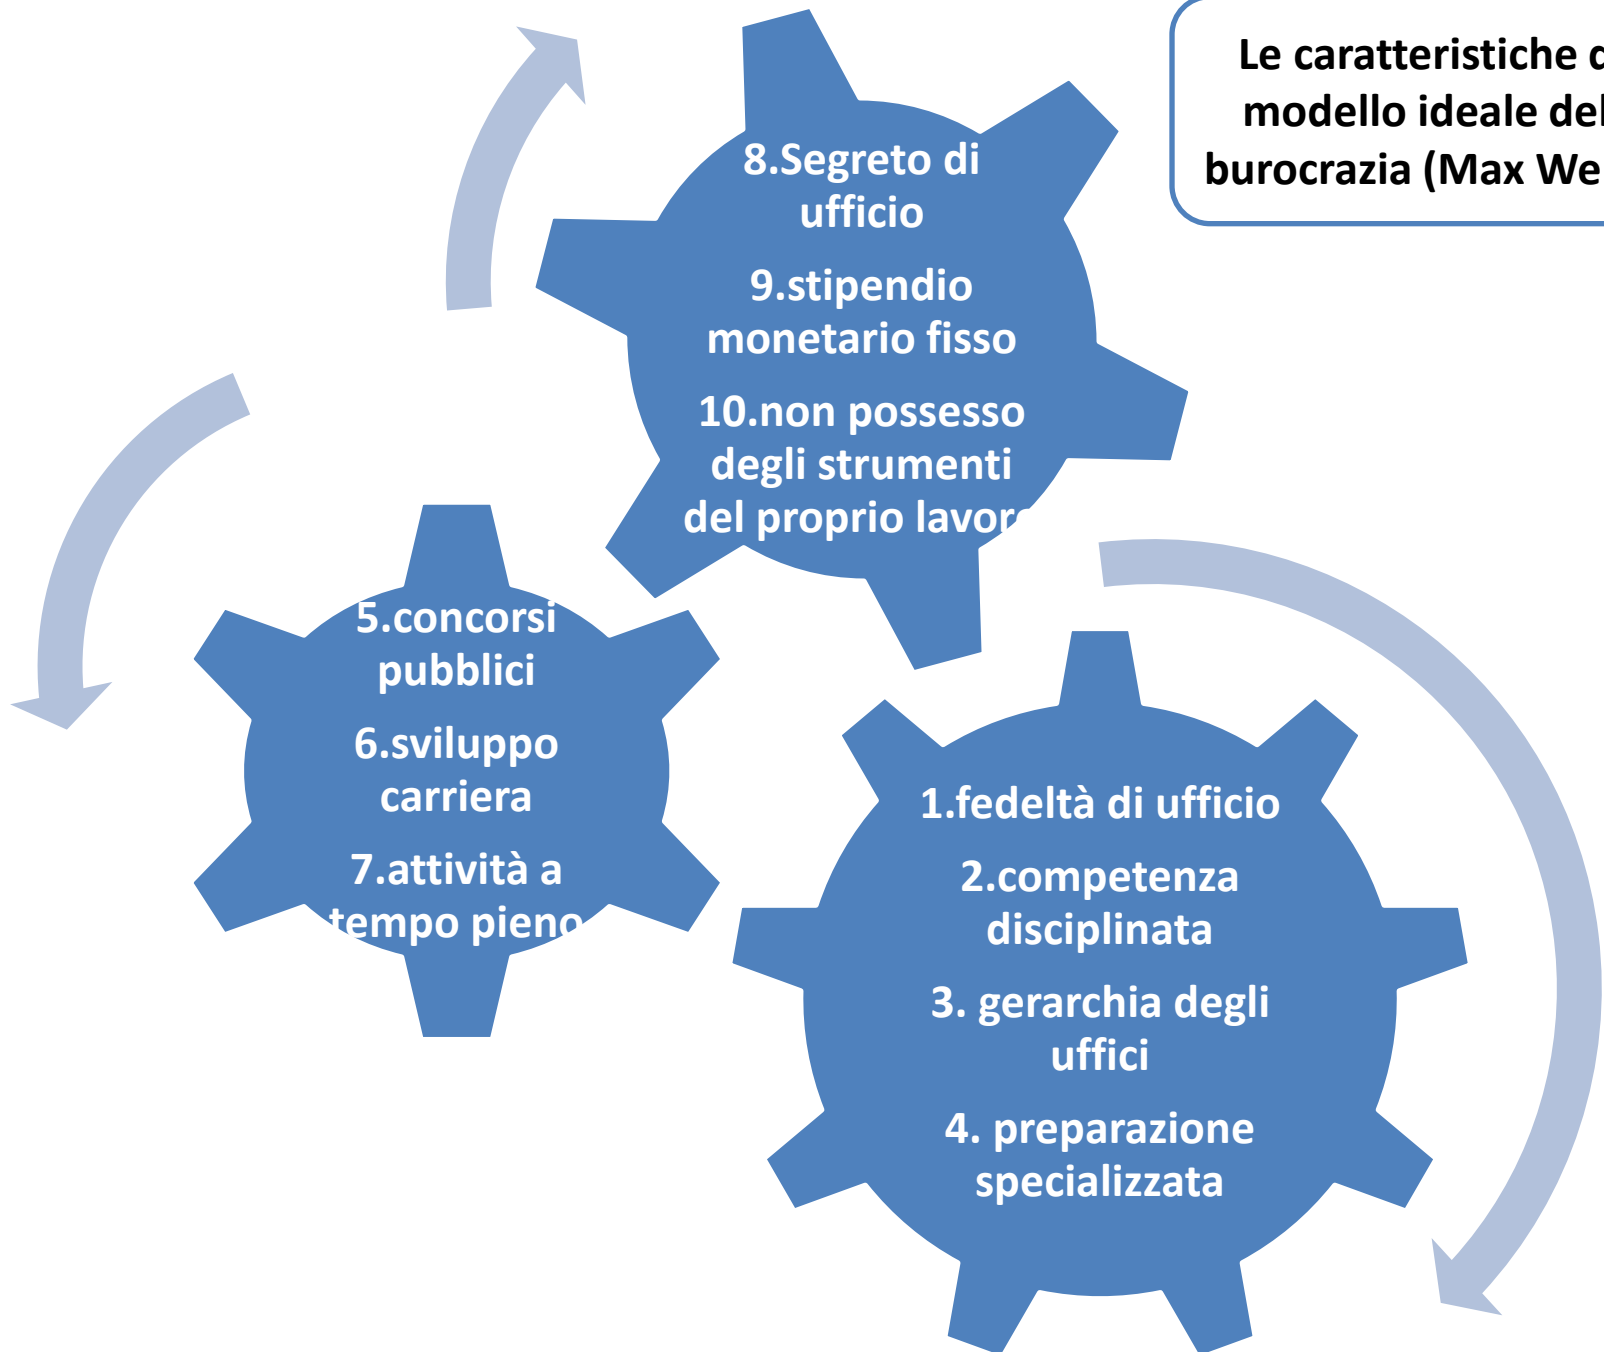 Le caratteristiche
modello ideale
burocrazia (Max
8.Segreto di
ufficio
9.stipendio
monetario fisso
10.non possesso
degli strumenti
del proprio lavoro
5.concorsi
pubblici
6.sviluppo
carriera
7.attività a
tempo pieno
1.fedeltà di ufficio
2.competenza
disciplinata
3. gerarchia degli
uffici
4. preparazione
specializzata